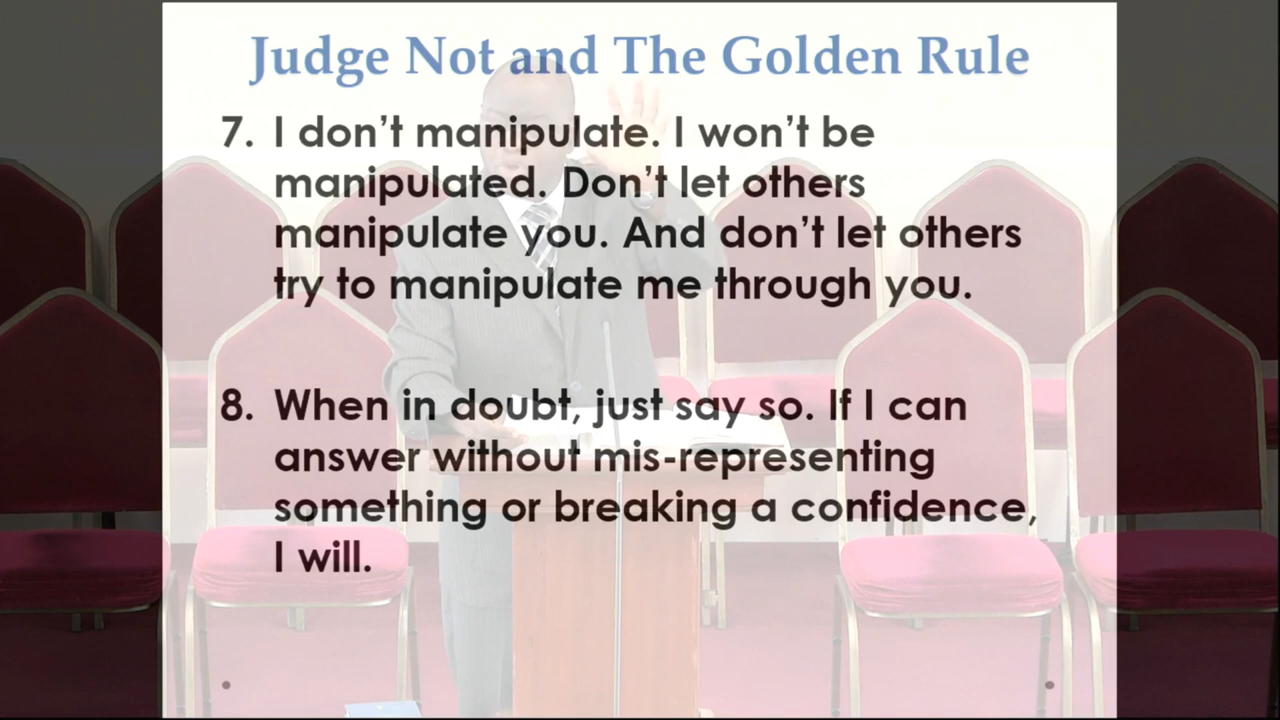 Judge Not and The Golden Rule
7. I don't manipulate. I won't be
manipulated. Don't let others
manipulate you. And don't let others
try to manipulate me through you.
8. When in doubt, just say so. If I can
answer without mis-representing
something or breaking a confidence,
I will.